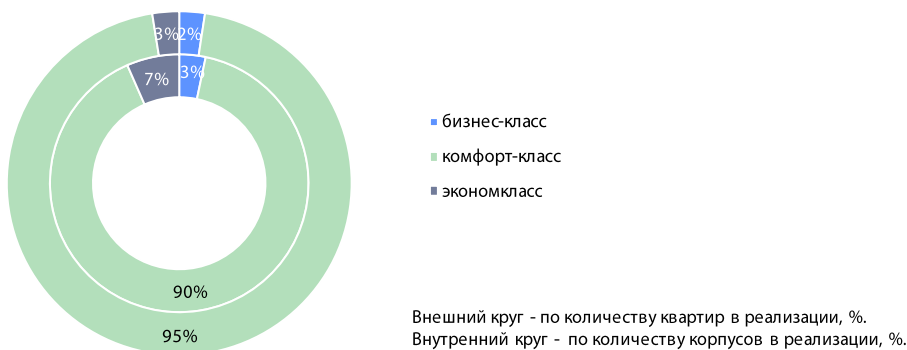 3% 2%
7% 3%
бизнес-класс
комфорт-класс
экономкласс
90%
95%
Внешний круг - по количеству квартир в реализации, %.
Внутренний круг - по количеству корпусов в реализации, %.